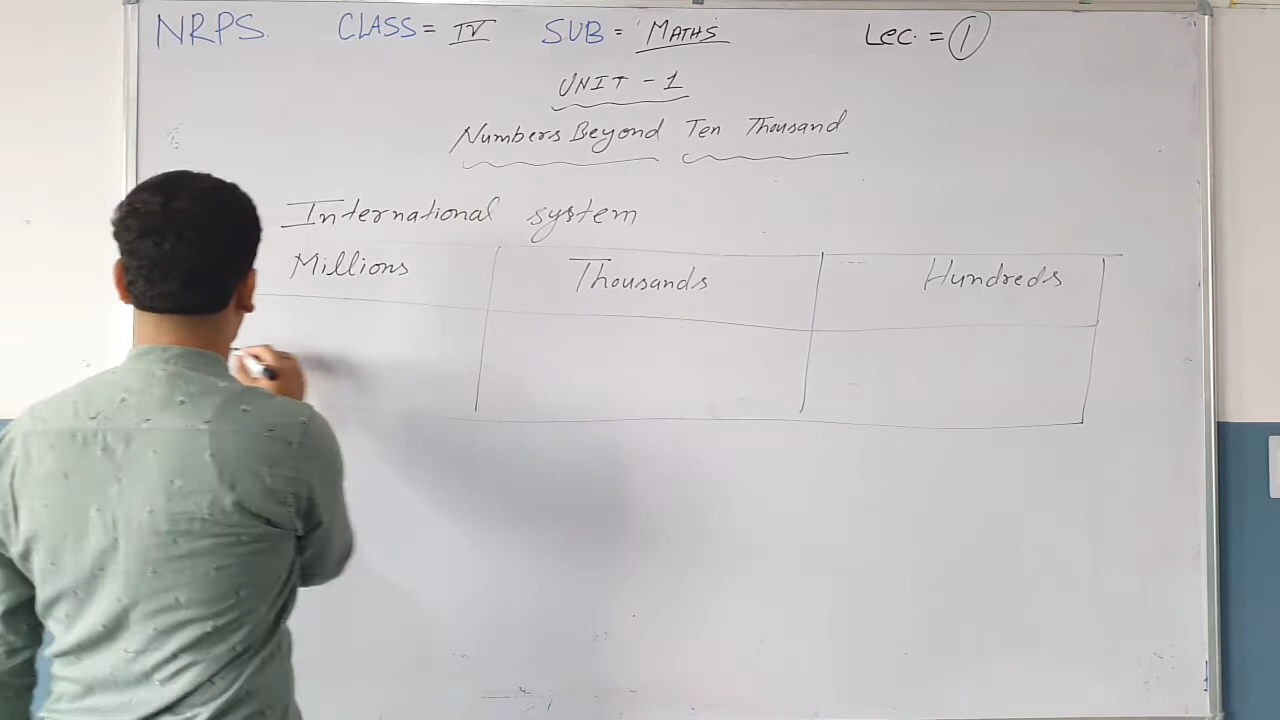 NRPS. CLASS = IV SUB = MATHS Lec. = 1
UNIT - 1
Numbers Beyond Ten Thousand
International system
Millions Thousands Hundreds